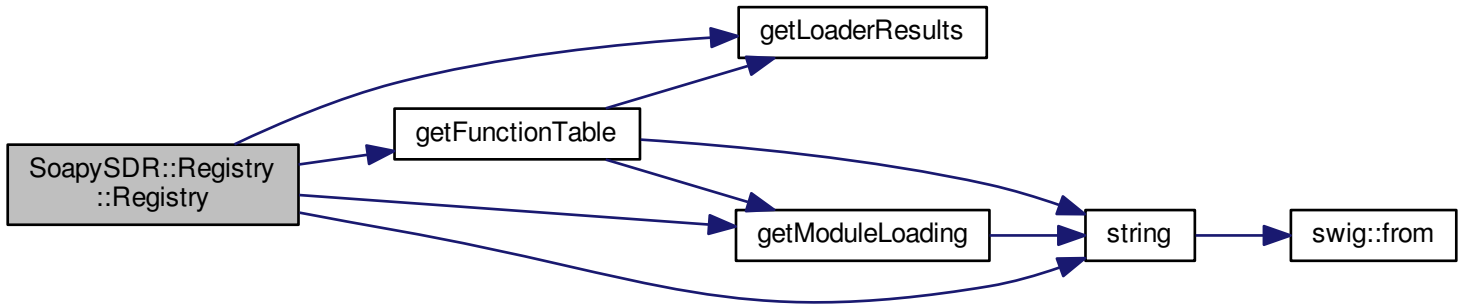 SoapySDR::Registry
::Registry
getFunctionTable
getLoaderResults
getModuleLoading
string
swig::from